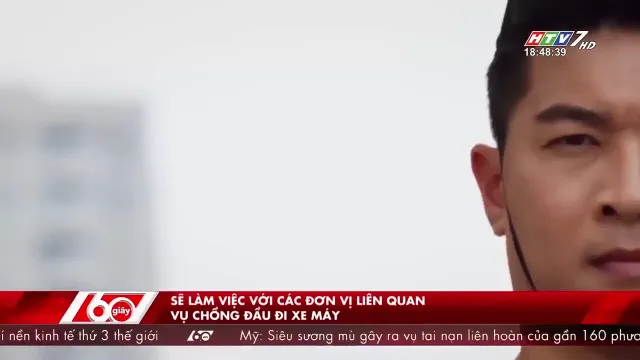 HTV7 HD
18:48:39
60 giây
SẼ LÀM VIỆC VỚI CÁC ĐƠN VỊ LIÊN QUAN
VỤ CHỒNG ĐẦU ĐI XE MÁY
í nền kinh tế thứ 3 thế giới 60 Mỹ: Siêu sương mù gây ra vụ tai nạn liên hoàn của gần 160 phươ